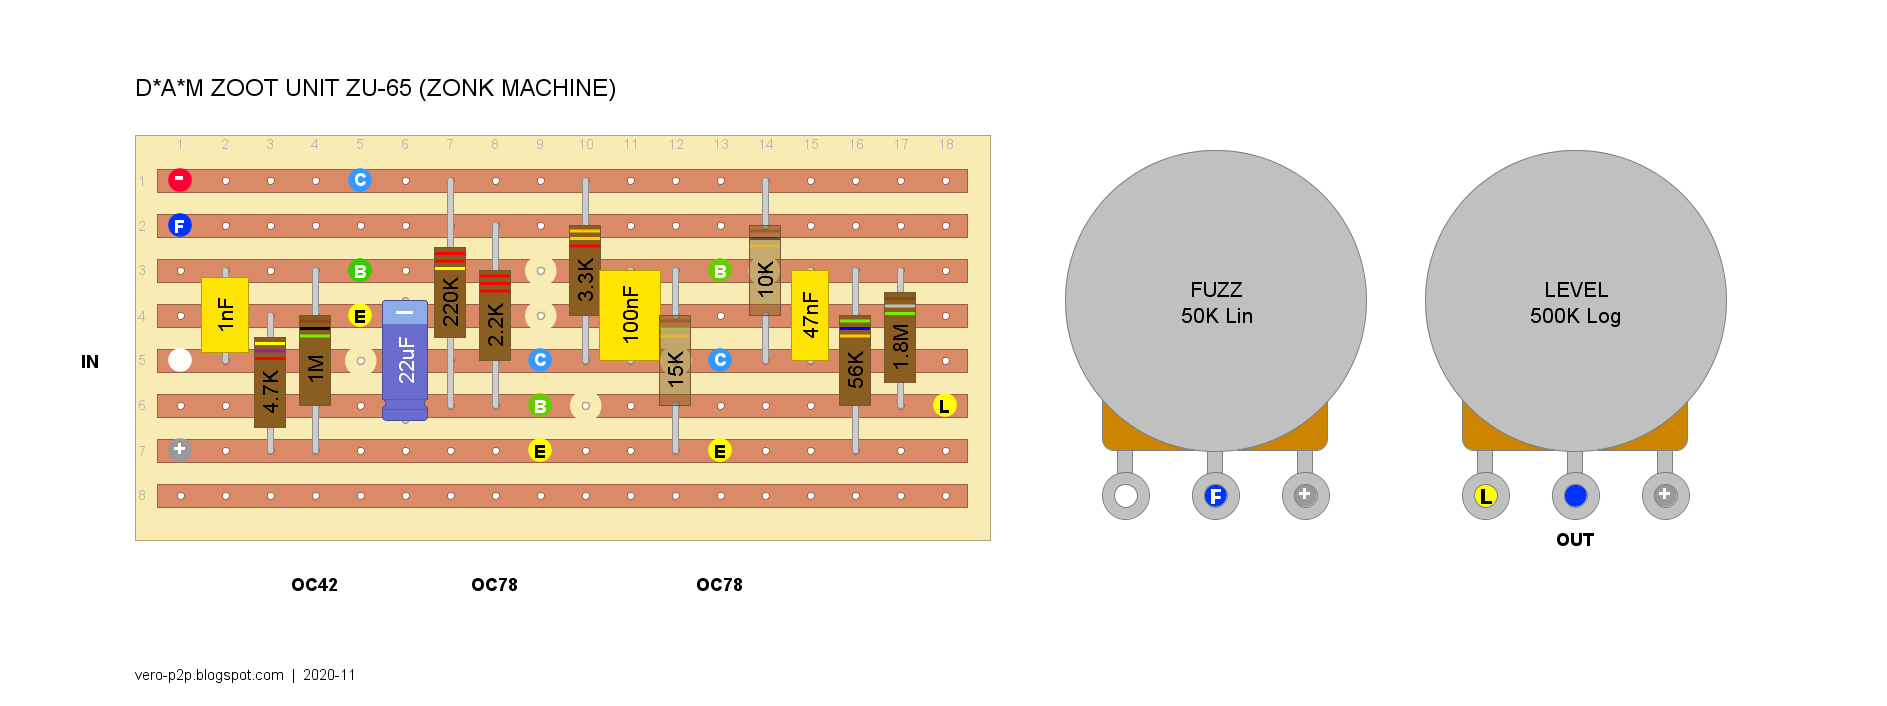 D*A*M ZOOT UNIT ZU-65 (ZONK MACHINE)
1 2 3 4 5 6 7 8 9 10 11 12 13 14 15 16 17 18
1 - C
2 F
3 B B
4 E
5 C C
6 B L
7 + E E
8
1nF
4.7K
1M
22uF
220K
2.2K
3.3K
100nF
15K
10K
47nF
56K
1.8M
IN
OC42 OC78 OC78
FUZZ
50K Lin
F +
LEVEL
500K Log
L +
OUT
vero-p2p.blogspot.com | 2020-11